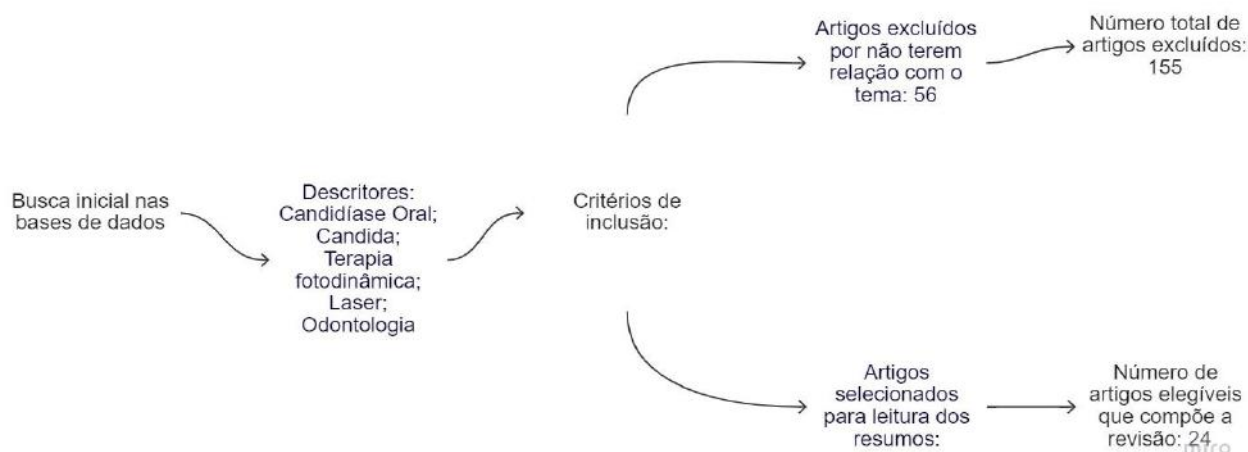 Busca inicial nas
bases de dados
Descritores:
Candidíase Oral;
Candida;
Terapia
fotodinâmica;
Laser;
Odontologia
Critérios de
inclusão:
Artigos excluídos
por não terem
relação com o
tema: 56
Número total de
artigos excluídos:
155
Artigos
selecionados
para leitura dos
resumos:
Número de
artigos elegíveis
que compõe a
revisão: 24
miro